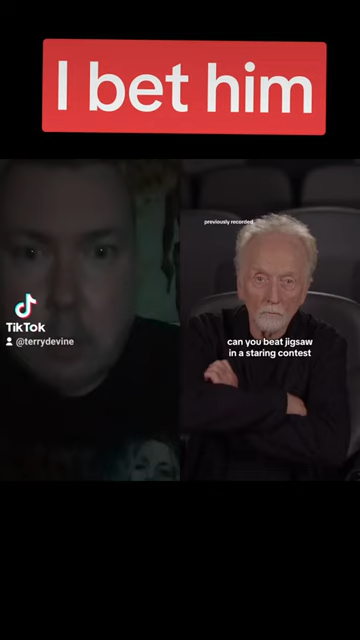 I bet him
previously recorded
TikTok
@terrydevine
can you beat jigsaw
in a staring contest